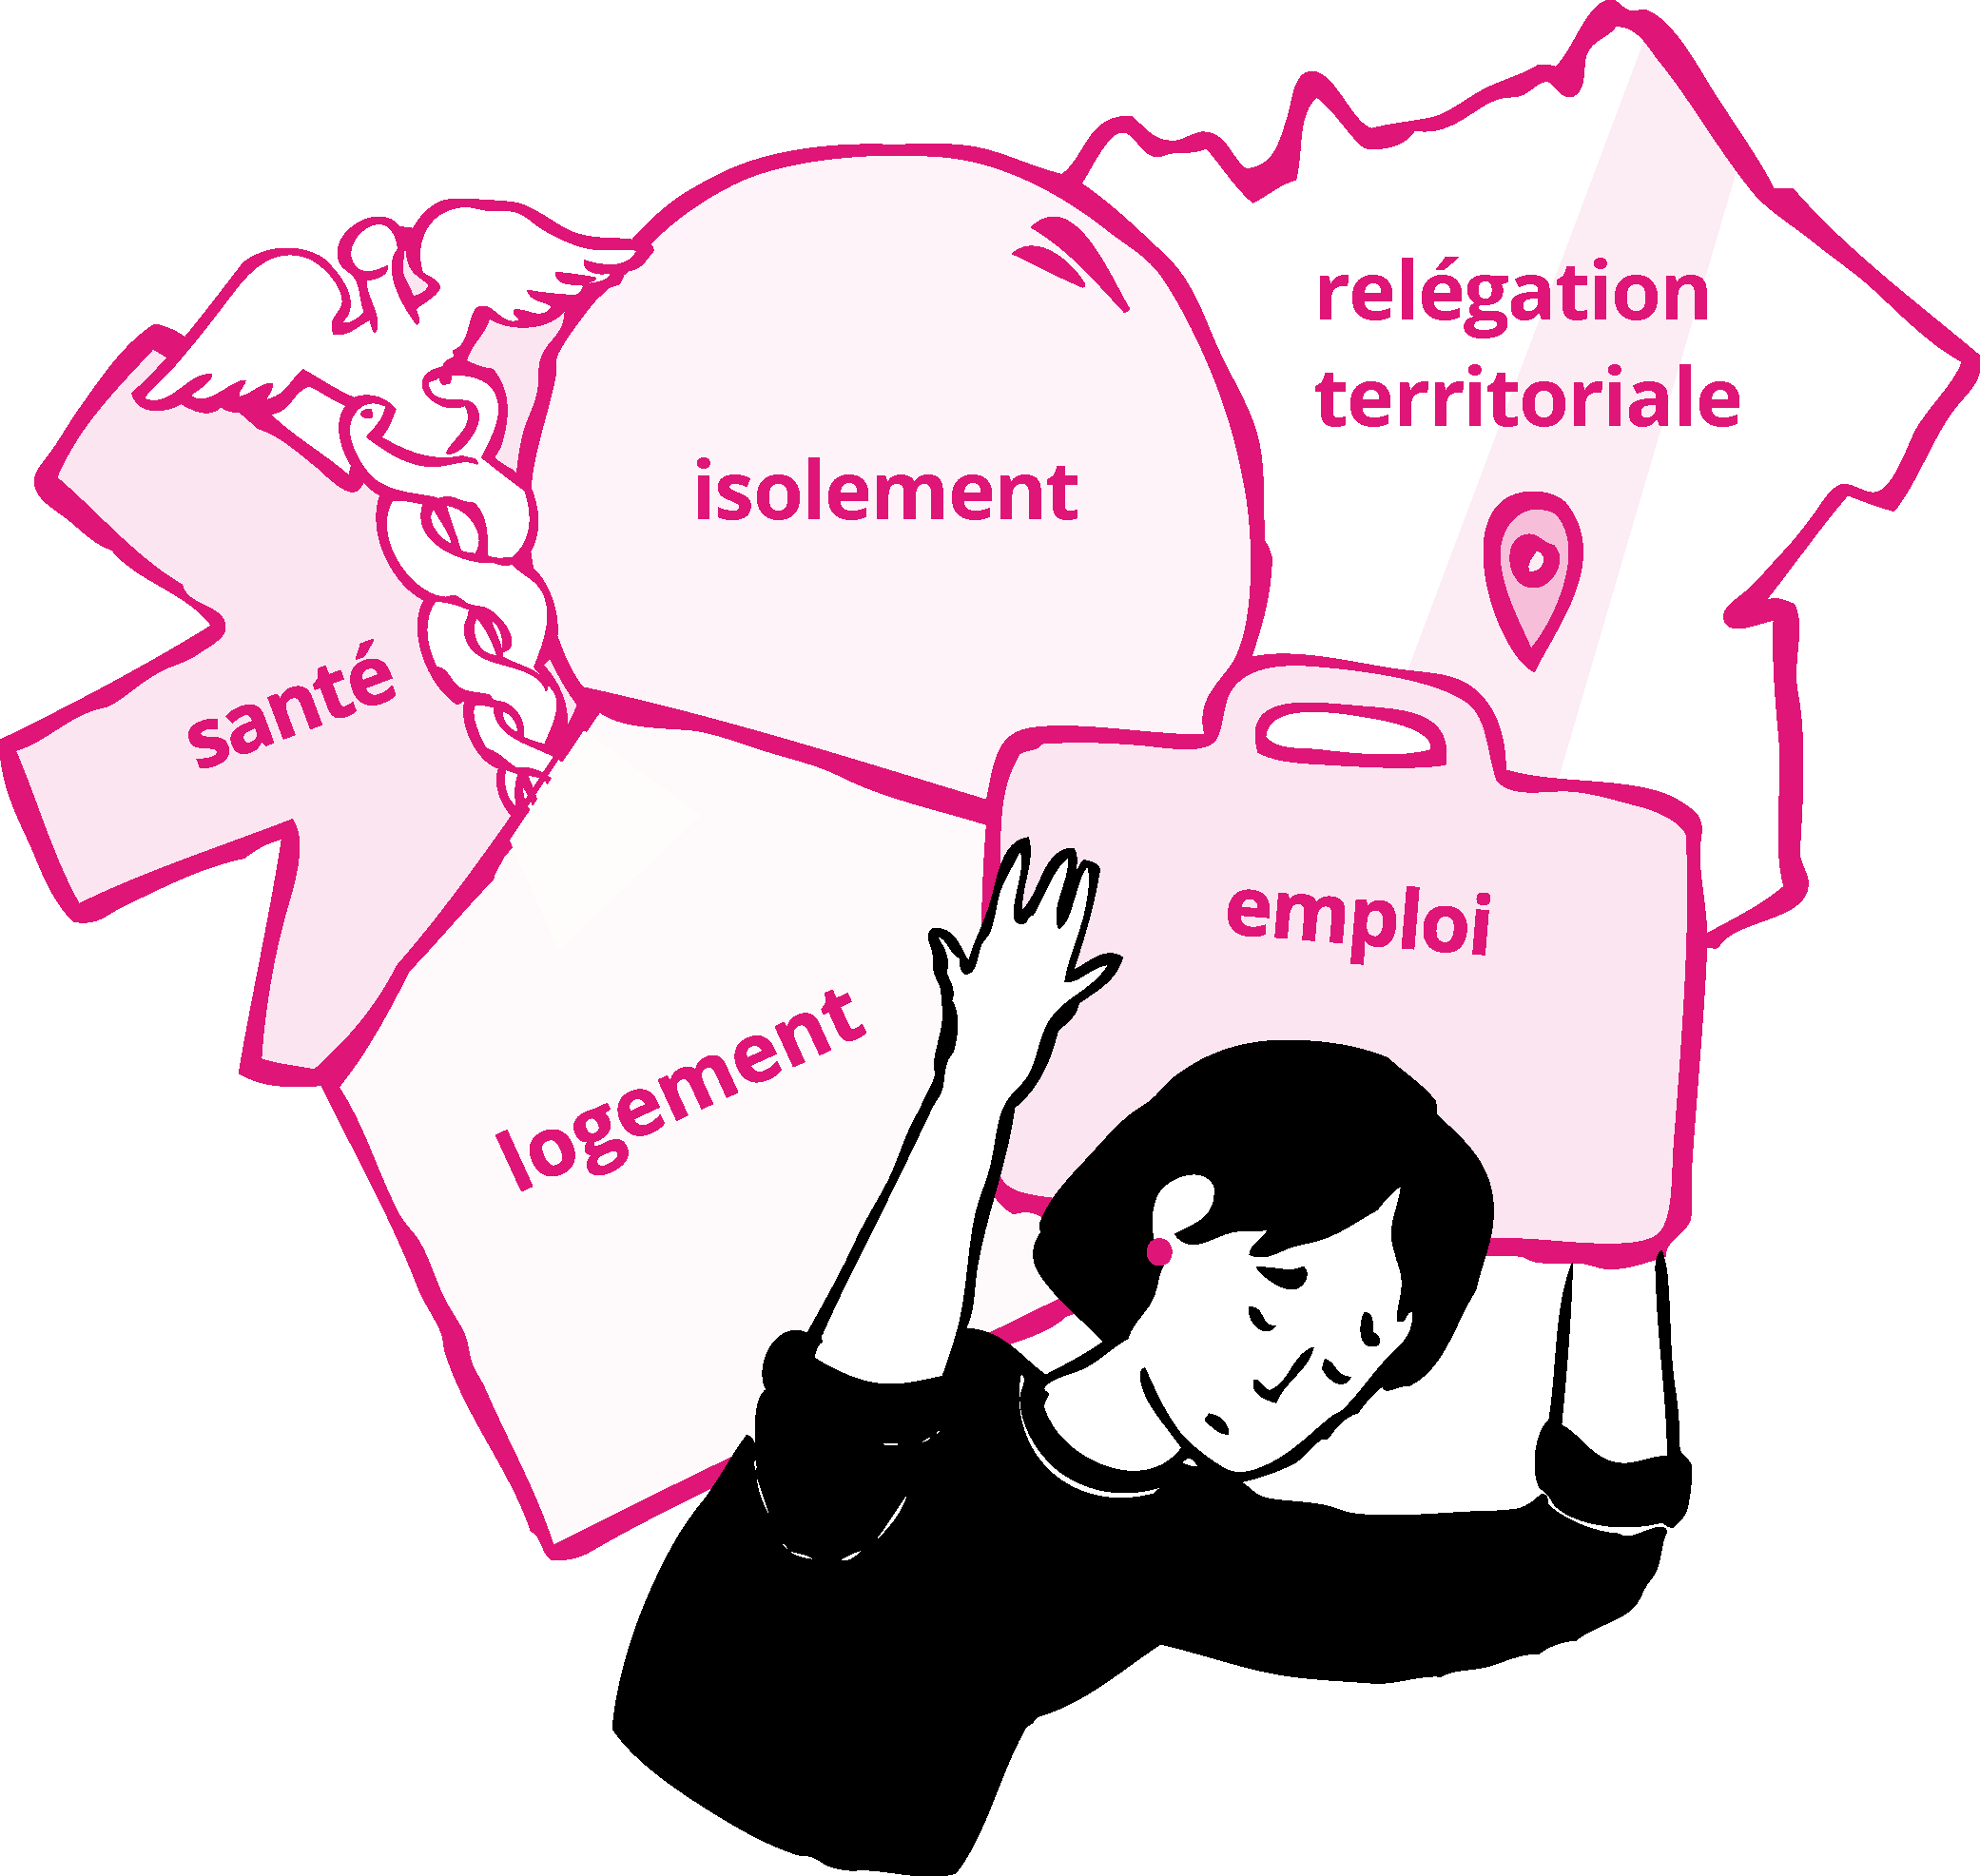 relégation
territoriale
isolement
santé
emploi
logement